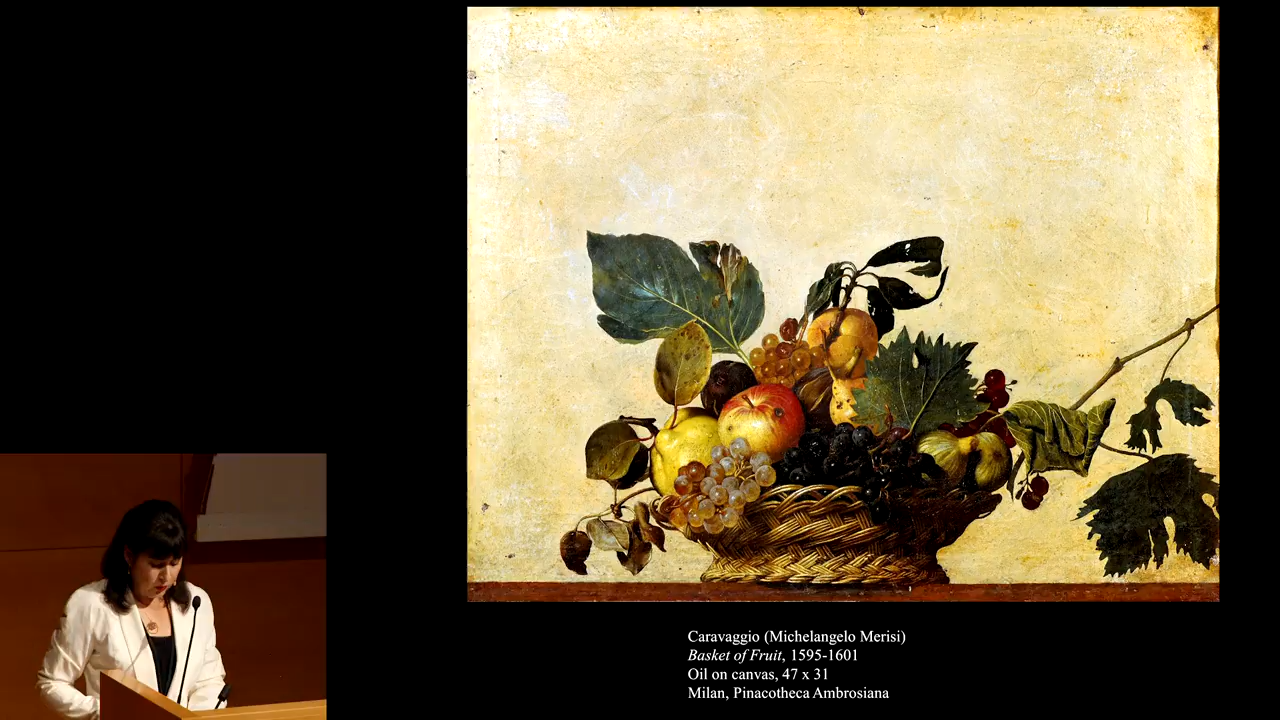 Caravaggio (Michelangelo Merisi)
Basket of Fruit, 1595-1601
Oil on canvas, 47 x 31
Milan, Pinacotheca Ambrosiana